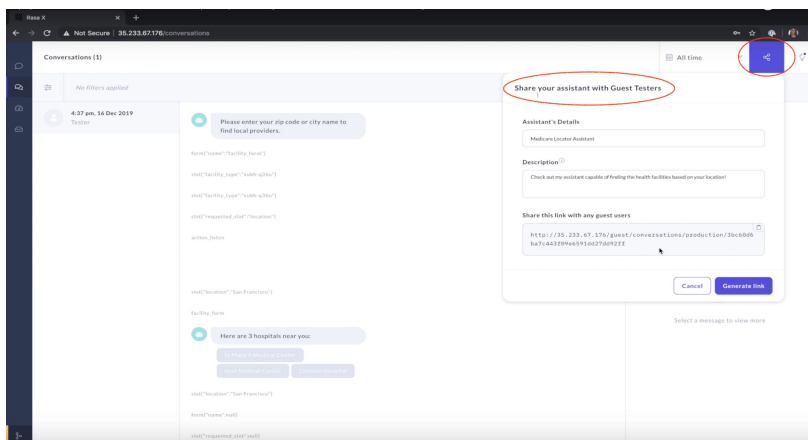 Rasa X
Not Secure | 35.233.67.176/conversations
Conversations (1)
All time
No filters applied
Share your assistant with Guest Testers
4:37 pm, 16 Dec 2019
Tester
Please enter your zip code or city name to
find local providers.
Assistant's Details
Medicare Locator Assistant
form{"name":"facility_form"}
Description
slot{"facility_type":"xubh-q36u"}
Check out my assistant capable of finding the health facilities based on your location!
slot{"facility_type":"xubh-q36u"}
slot{"requested_slot":"location"}
Share this link with any guest users
action_listen
http://35.233.67.176/guest/conversations/production/3bc60d6
ba7c443f09e6591dd27dd92ff
Cancel
Generate link
slot{"location":"San Francisco"}
facility_form
Select a message to view more
Here are 3 hospitals near you:
St Mary's Medical Center
slot{"location":"San Francisco"}
form{"name":null}
slot{"requested_slot":null}